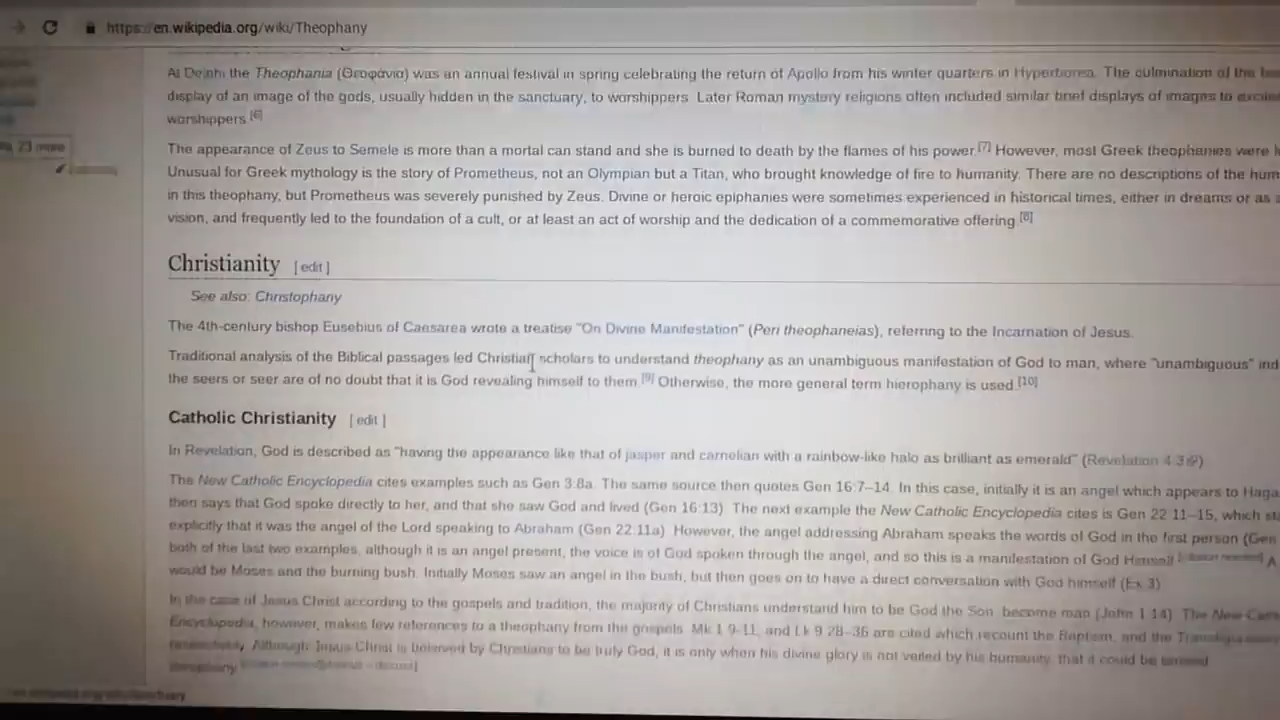 https://en.wikipedia.org/wiki/Theophany
At Delphi the Theophania (Θεοφάνια) was an annual festival in spring celebrating the return of Apollo from his winter quarters in Hyperborea. The culmination of the
display of an image of the gods, usually hidden in the sanctuary, to worshippers. Later Roman mystery religions often included similar brief displays of images to
worshippers.[6]
23 more
The appearance of Zeus to Semele is more than a mortal can stand and she is burned to death by the flames of his power.[7] However, most Greek theophanies were
Unusual for Greek mythology is the story of Prometheus, not an Olympian but a Titan, who brought knowledge of fire to humanity. There are no descriptions of the
in this theophany, but Prometheus was severely punished by Zeus. Divine or heroic epiphanies were sometimes experienced in historical times, either in dreams or as
vision, and frequently led to the foundation of a cult, or at least an act of worship and the dedication of a commemorative offering.[8]
Christianity [ edit ]
See also: Christophany
The 4th-century bishop Eusebius of Caesarea wrote a treatise "On Divine Manifestation" (Peri theophaneias), referring to the Incarnation of Jesus.
Traditional analysis of the Biblical passages led Christian scholars to understand theophany as an unambiguous manifestation of God to man, where "unambiguous" ind
the seers or seer are of no doubt that it is God revealing himself to them.[9] Otherwise, the more general term hierophany is used.[10]
Catholic Christianity [ edit ]
In Revelation, God is described as "having the appearance like that of jasper and carnelian with a rainbow-like halo as brilliant as emerald" (Revelation 4:3)
The New Catholic Encyclopedia cites examples such as Gen 3:8a. The same source then quotes Gen 16:7–14. In this case, initially it is an angel which appears to Haga
then says that God spoke directly to her, and that she saw God and lived (Gen 16:13). The next example the New Catholic Encyclopedia cites is Gen 22:11–15, which
explicitly that it was the angel of the Lord speaking to Abraham (Gen 22:11a). However, the angel addressing Abraham speaks the words of God in the first person (Gen
both of the last two examples, although it is an angel present, the voice is of God spoken through the angel, and so this is a manifestation of God Himself. [citation needed] A
would be Moses and the burning bush. Initially Moses saw an angel in the bush, but then goes on to have a direct conversation with God himself (Ex 3)
In the case of Jesus Christ according to the gospels and tradition, the majority of Christians understand him to be God the Son, become man (John 1:14). The New
Encyclopedia, however, makes few references to a theophany from the gospels. Mk 1:9–11, and Lk 9:28–36 are cited which recount the Baptism, and the
respectively. Although Jesus Christ is believed by Christians to be truly God, it is only when his divine glory is not veiled by his humanity, that it could be termed
theophany